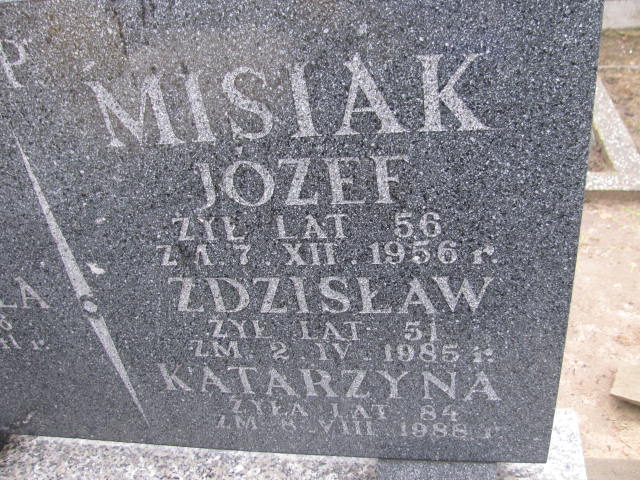 P
MISIAK
JÓZEF
ŻYŁ LAT 56
ZM. 7. XII. 1956 r.
ZDZISŁAW
ŻYŁ LAT 51
ZM. 2. IV. 1985 r.
KATARZYNA
ŻYŁA LAT 84
ZM 8 VIII 1988 r